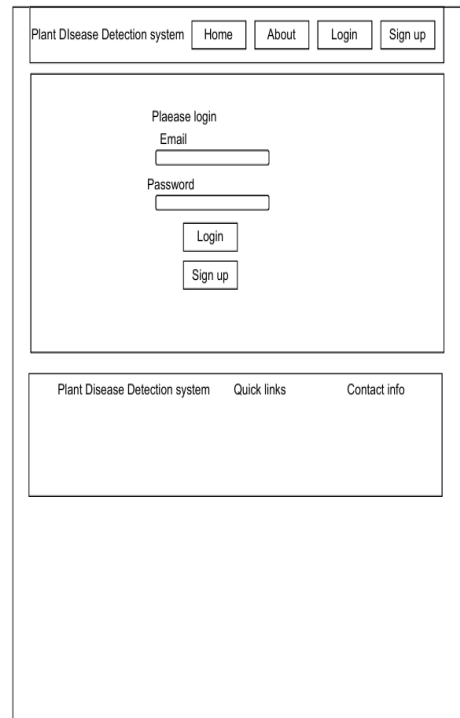 Plant DIsease Detection system Home About Login Sign up
Plaease login
Email
Password
Login
Sign up
Plant Disease Detection system Quick links Contact info